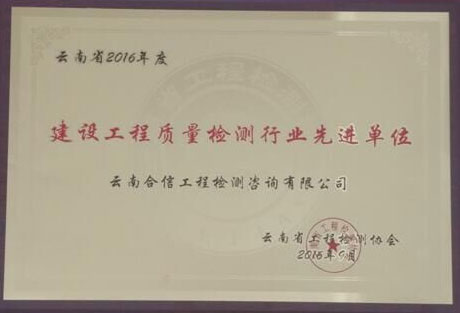 云南省2016年度
建设工程质量检测行业先进单位
云南合信工程检测咨询有限公司
云南省工程检测协会
2016年 月